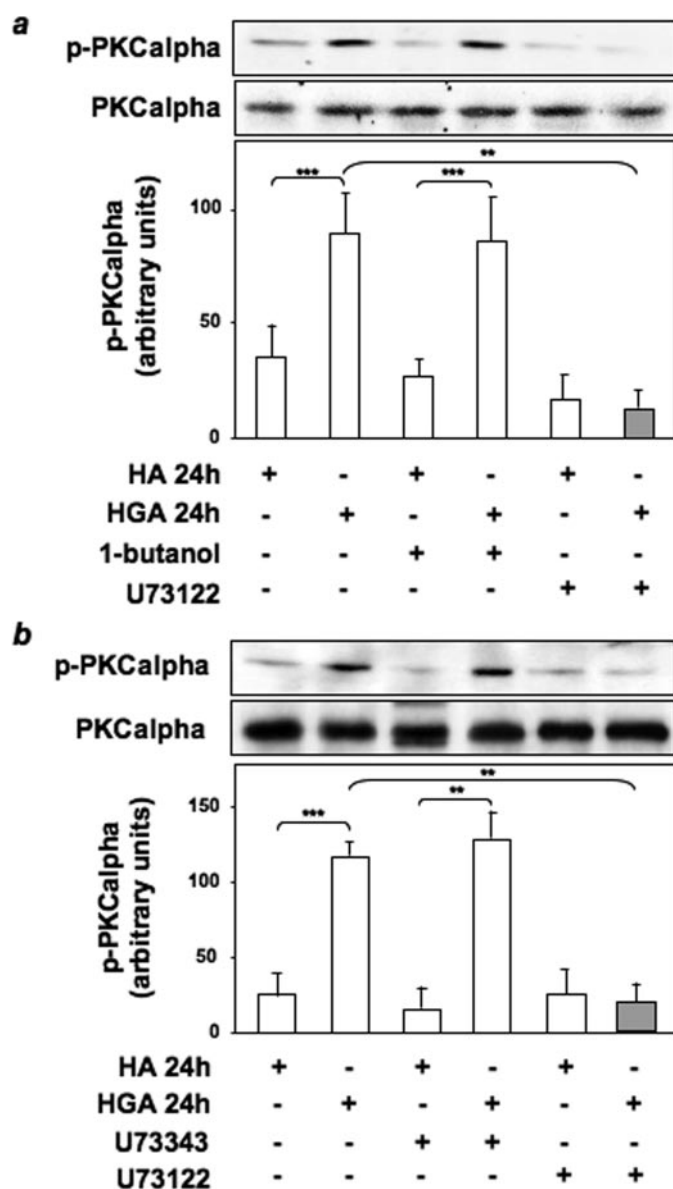 a
p-PKCalpha
PKCalpha
p-PKCalpha
(arbitrary units)
**
*** ***
100
50
0
HA 24h + - + - + -
HGA 24h - + - + - +
1-butanol - - + + - -
U73122 - - - - + +
b
p-PKCalpha
PKCalpha
p-PKCalpha
(arbitrary units)
**
*** **
150
100
50
0
HA 24h + - + - + -
HGA 24h - + - + - +
U73343 - - + + - -
U73122 - - - - + +